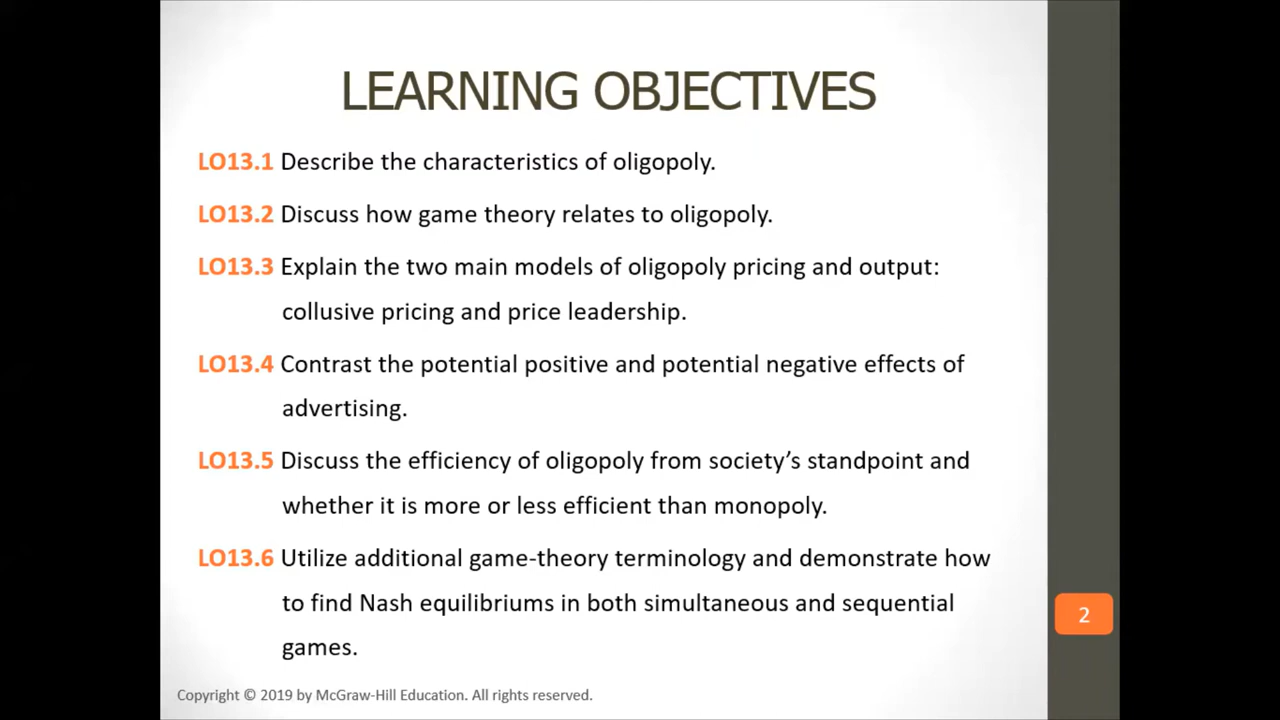 LEARNING OBJECTIVES
LO13.1 Describe the characteristics of oligopoly.
LO13.2 Discuss how game theory relates to oligopoly.
LO13.3 Explain the two main models of oligopoly pricing and output:
collusive pricing and price leadership.
LO13.4 Contrast the potential positive and potential negative effects of
advertising.
LO13.5 Discuss the efficiency of oligopoly from society’s standpoint and
whether it is more or less efficient than monopoly.
LO13.6 Utilize additional game-theory terminology and demonstrate how
to find Nash equilibriums in both simultaneous and sequential
games.
2
Copyright © 2019 by McGraw-Hill Education. All rights reserved.